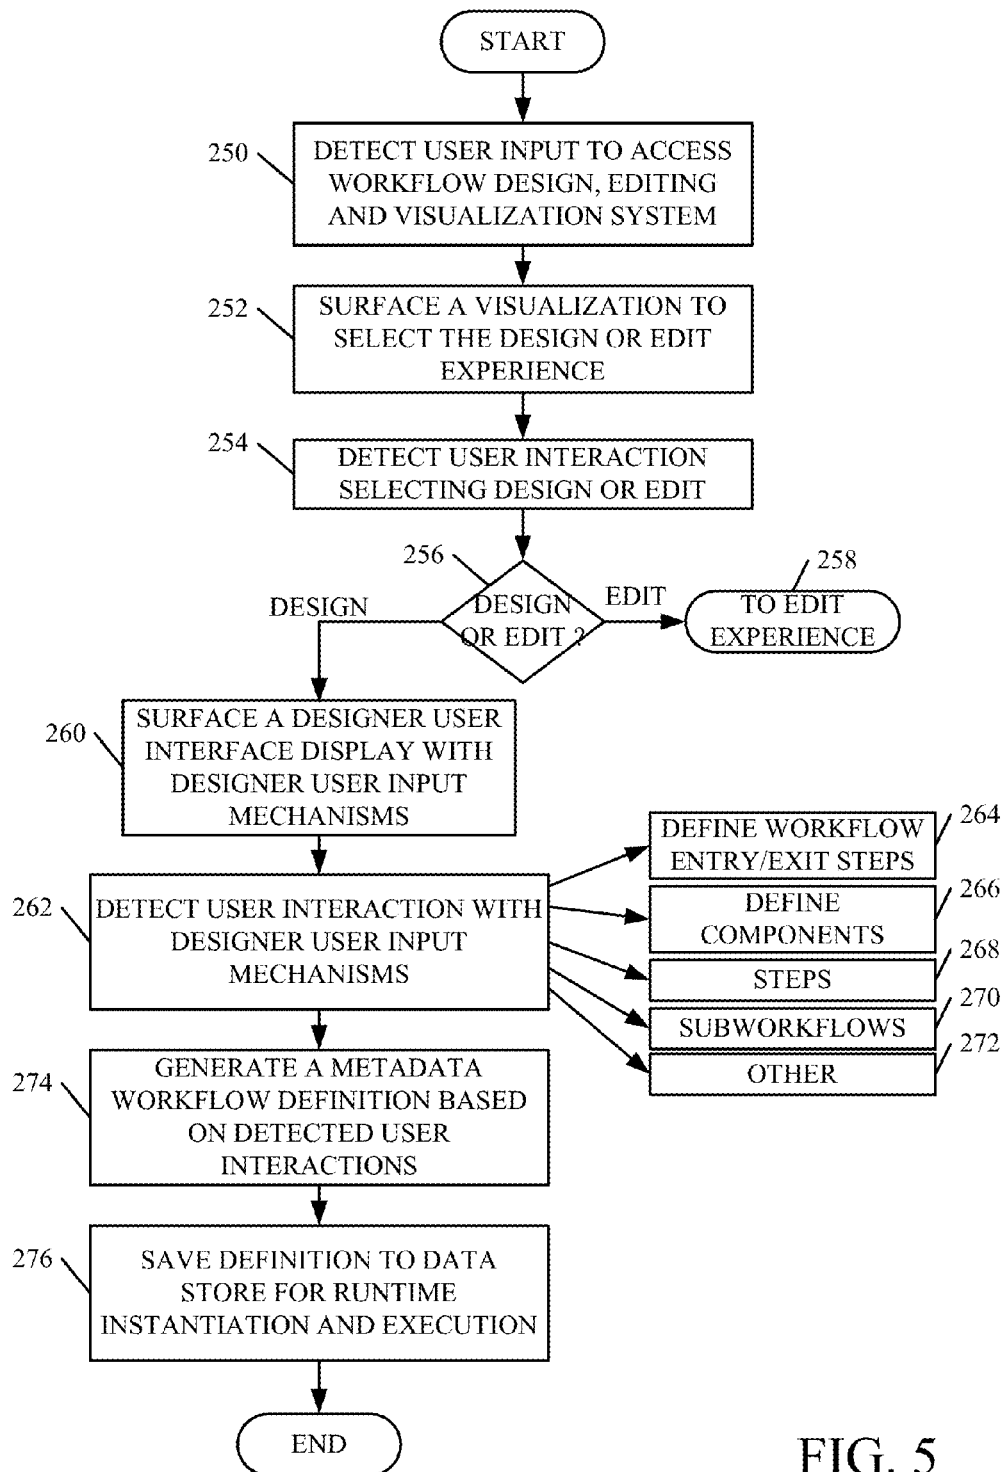 START
250
DETECT USER INPUT TO ACCESS
WORKFLOW DESIGN, EDITING
AND VISUALIZATION SYSTEM
252
SURFACE A VISUALIZATION TO
SELECT THE DESIGN OR EDIT
EXPERIENCE
254
DETECT USER INTERACTION
SELECTING DESIGN OR EDIT
256
DESIGN
OR EDIT ?
DESIGN
EDIT
258
TO EDIT
EXPERIENCE
260
SURFACE A DESIGNER USER
INTERFACE DISPLAY WITH
DESIGNER USER INPUT
MECHANISMS
262
DETECT USER INTERACTION WITH
DESIGNER USER INPUT
MECHANISMS
264
DEFINE WORKFLOW
ENTRY/EXIT STEPS
266
DEFINE
COMPONENTS
268
STEPS
270
SUBWORKFLOWS
272
OTHER
274
GENERATE A METADATA
WORKFLOW DEFINITION BASED
ON DETECTED USER
INTERACTIONS
276
SAVE DEFINITION TO DATA
STORE FOR RUNTIME
INSTANTIATION AND EXECUTION
END
FIG. 5